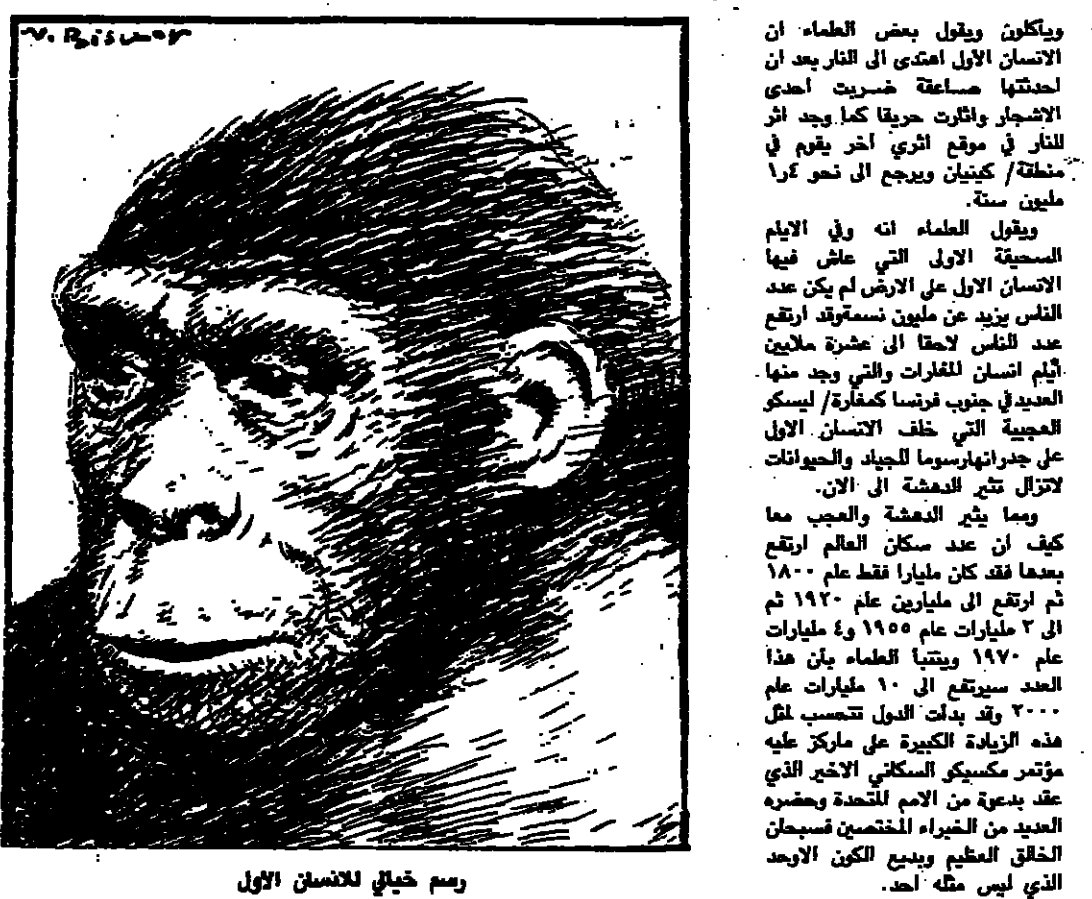 وياكلون ويقول بعض العلماء ان
الانسان الاول اهتدى الى النار بعد ان
احدثتها صاعقة ضربت احدى
الاشجار واثارت حريقا كما وجد اثر
للنار في موقع اثري آخر يقوم في
منطقة/ كينيان ويرجع الى نحو ٤ر١
مليون سنة.
ويقول العلماء انه وفي الايام
السحيقة الاولى التي عاش فيها
الانسان الاول على الارض لم يكن عدد
الناس يزيد عن مليون نسمةوقد ارتفع
عدد الناس لاحقا الى عشرة ملايين
ايام انسان المغارات والتي وجد منها
العديدفي جنوب فرنسا كمغارة/ ليسكو
العجيبة التي خلف الانسان الاول
على جدرانهارسوما للجياد والحيوانات
لاتزال تثير الدهشة الى الان.
ومما يثير الدهشة والعجب معا
كيف ان عدد سكان العالم ارتفع
بعدها فقد كان مليارا فقط عام ١٨٠٠
ثم ارتفع الى مليارين عام ١٩٢٠ ثم
الى ٣ مليارات عام ١٩٥٥ و٤ مليارات
عام ١٩٧٠ ويتنبأ العلماء بأن هذا
العدد سيرتفع الى ١٠ مليارات عام
٢٠٠٠ وقد بدأت الدول تتحسب لمثل
هذه الزيادة الكبيرة على ماركز عليه
مؤتمر مكسيكو السكاني الاخير الذي
عقد بدعوة من الامم المتحدة وحضره
العديد من الخبراء المختصين فسبحان
الخالق العظيم وبديع الكون الاوحد
الذي ليس مثله احد.
رسم خيالي للانسان الاول